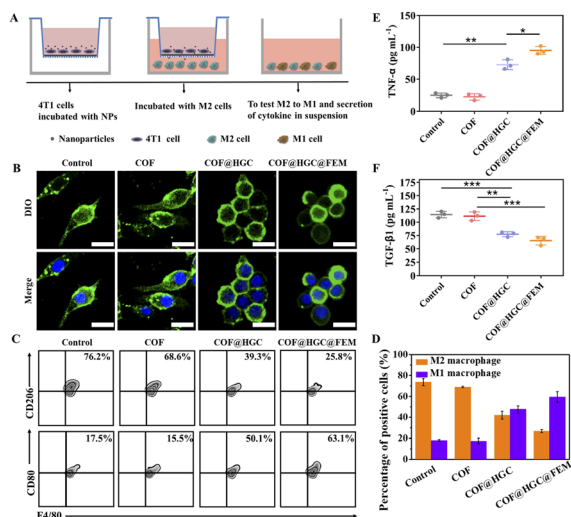 A
4T1 cells
incubated with NPs
Incubated with M2 cells
To test M2 to M1 and secretion
of cytokine in suspension
Nanoparticles
4T1 cell
M2 cell
M1 cell
B
Control
COF
COF@HGC
COF@HGC@FEM
DIO
Merge
C
Control
COF
COF@HGC
COF@HGC@FEM
CD206
76.2%
68.6%
39.3%
25.8%
CD80
17.5%
15.5%
50.1%
63.1%
F4/80
E
TNF-α (pg mL⁻¹)
150
100
50
0
**
*
Control
COF
COF@HGC
COF@HGC@FEM
F
TGF-β1 (pg mL⁻¹)
175
150
125
100
75
50
25
0
***
**
***
Control
COF
COF@HGC
COF@HGC@FEM
D
Percentage of positive cells (%)
100
80
60
40
20
0
M2 macrophage
M1 macrophage
Control
COF
COF@HGC
COF@HGC@FEM